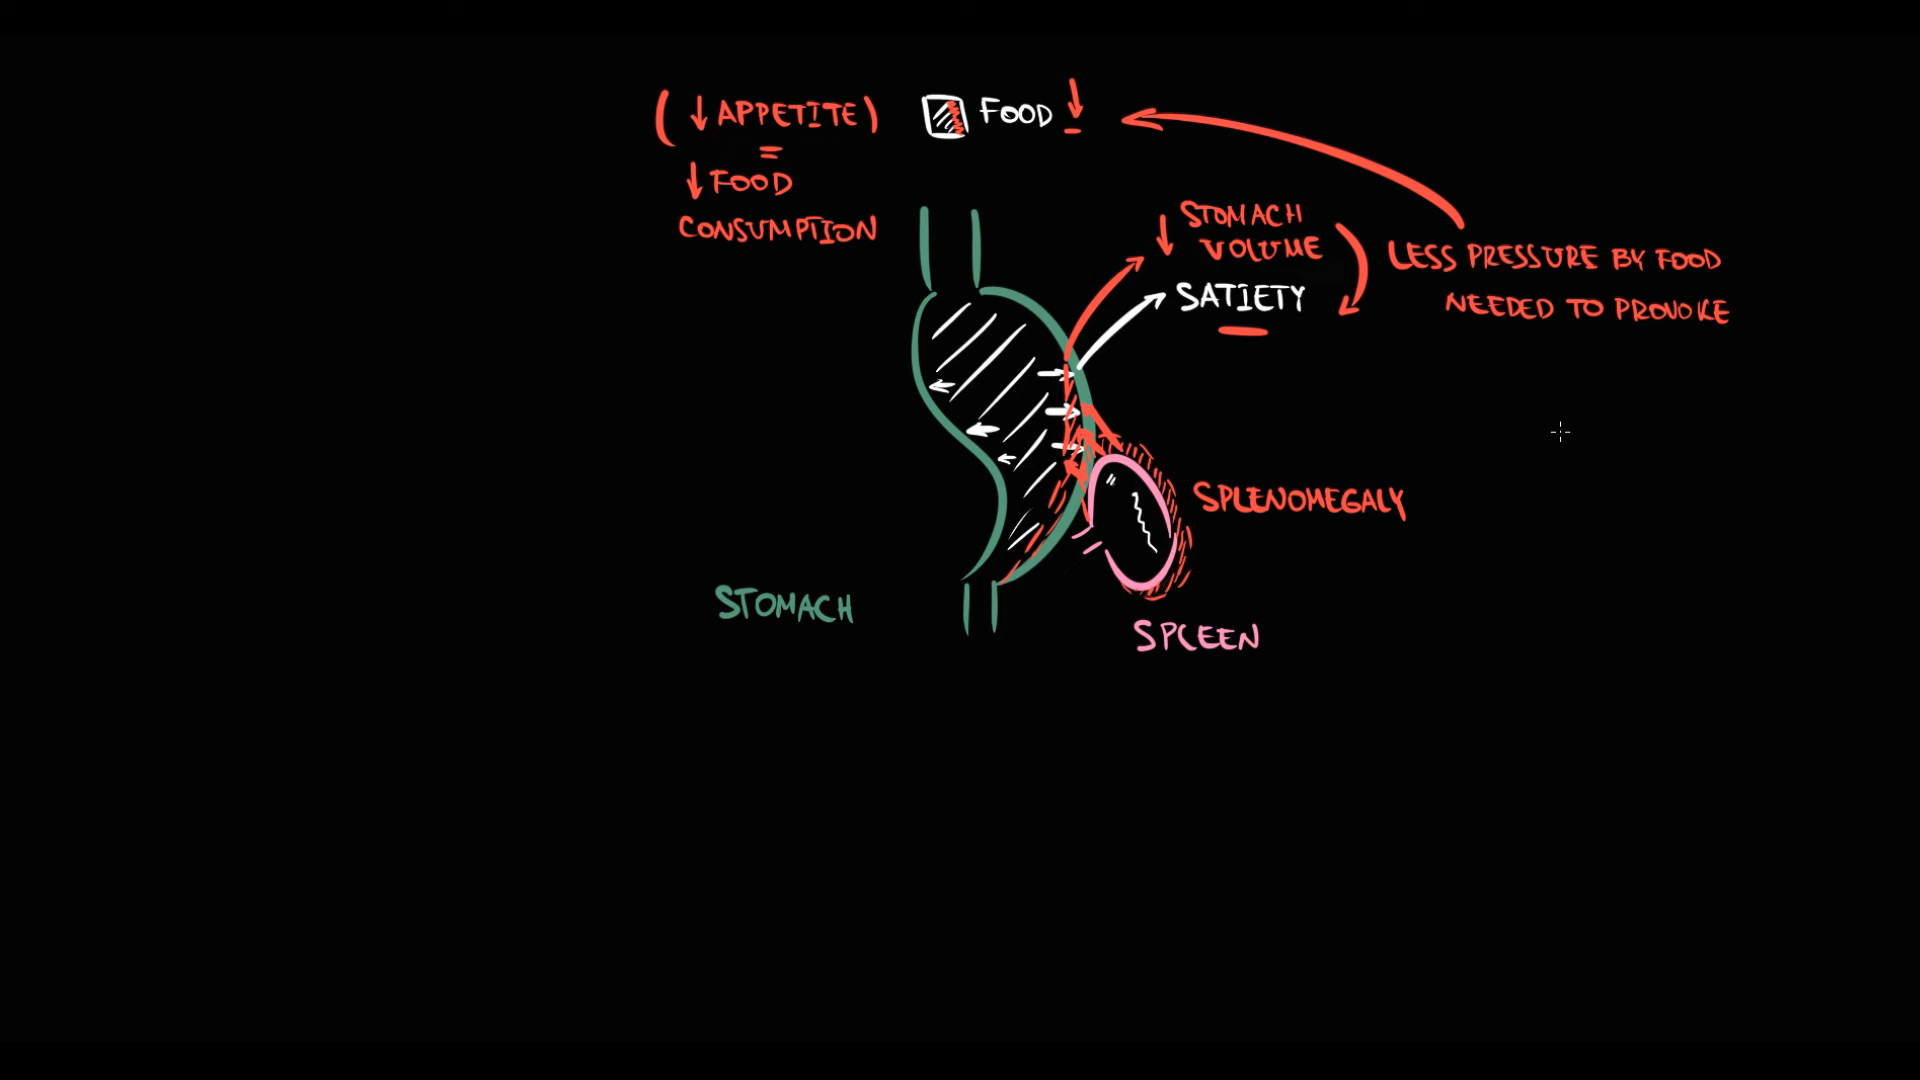 (↓ APPETITE)
=
↓ FOOD
CONSUMPTION
FOOD ↓
↓ STOMACH
VOLUME
SATIETY
LESS PRESSURE BY FOOD
NEEDED TO PROVOKE
SPLENOMEGALY
STOMACH
SPLEEN